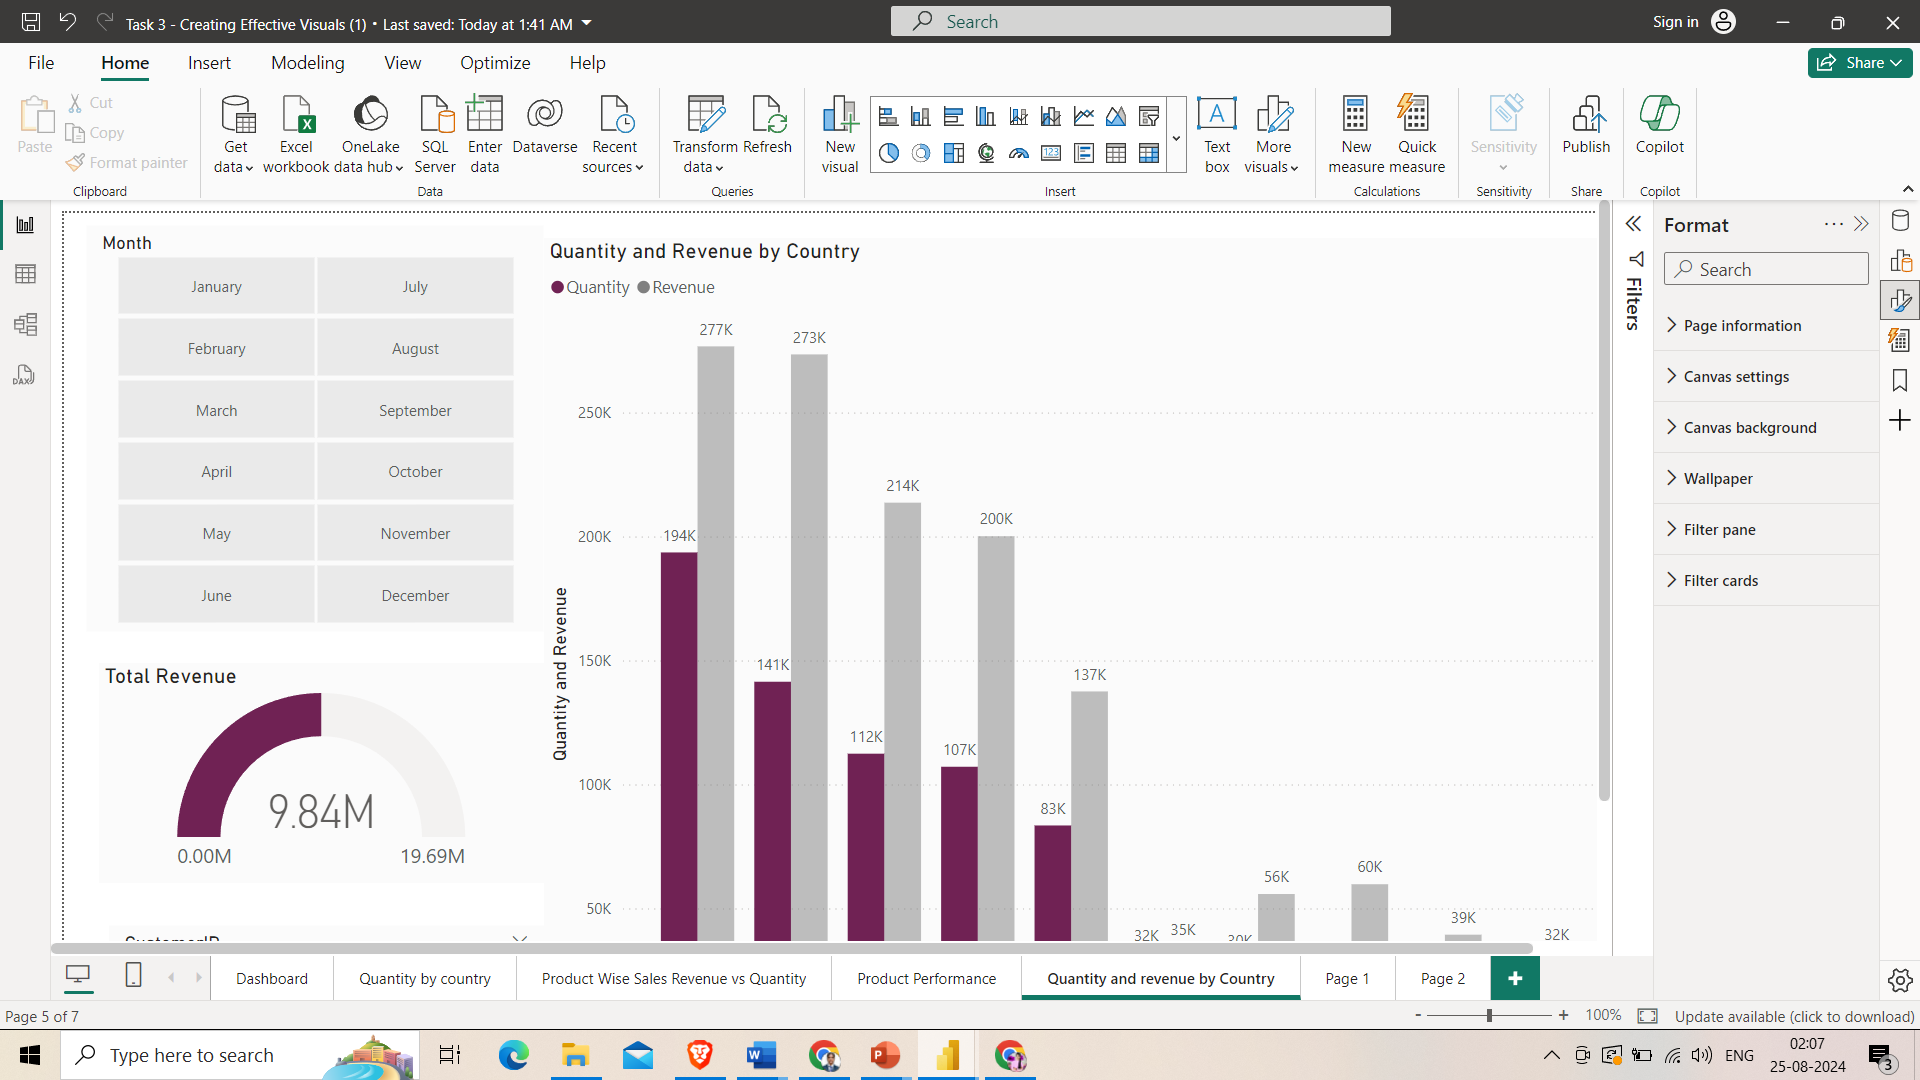 Task 3 - Creating Effective Visuals (1) • Last saved: Today at 1:41 AM
Search
Sign in
File
Home
Insert
Modeling
View
Optimize
Help
Share
Paste
Cut
Copy
Format painter
Clipboard
Get data
Excel workbook
OneLake data hub
SQL Server
Enter data
Dataverse
Recent sources
Data
Transform data
Refresh
Queries
New visual
123
Insert
A
Text box
More visuals
New measure
Quick measure
Calculations
Sensitivity
Sensitivity
Publish
Share
Copilot
Copilot
DAX
Month
January
July
February
August
March
September
April
October
May
November
June
December
Total Revenue
9.84M
0.00M
19.69M
Quantity and Revenue by Country
Quantity
Revenue
Quantity and Revenue
250K
200K
150K
100K
50K
277K
273K
214K
200K
194K
141K
137K
112K
107K
83K
32K
35K
30K
56K
60K
39K
32K
CustomerID
Filters
Format
Search
Page information
Canvas settings
Canvas background
Wallpaper
Filter pane
Filter cards
Dashboard
Quantity by country
Product Wise Sales Revenue vs Quantity
Product Performance
Quantity and revenue by Country
Page 1
Page 2
Page 5 of 7
- + 100%
Update available (click to download)
Type here to search
ENG
02:07
25-08-2024
3